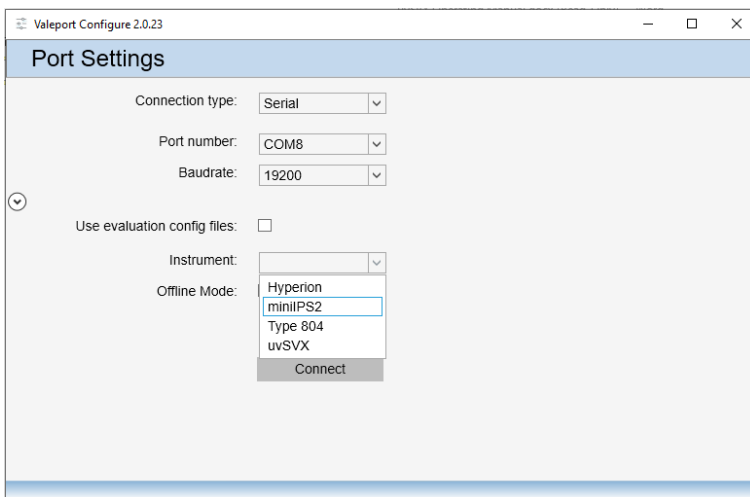 Valeport Configure 2.0.23
Port Settings
Connection type: Serial
Port number: COM8
Baudrate: 19200
Use evaluation config files:
Instrument:
Offline Mode:
Hyperion
miniIPS2
Type 804
uvSVX
Connect